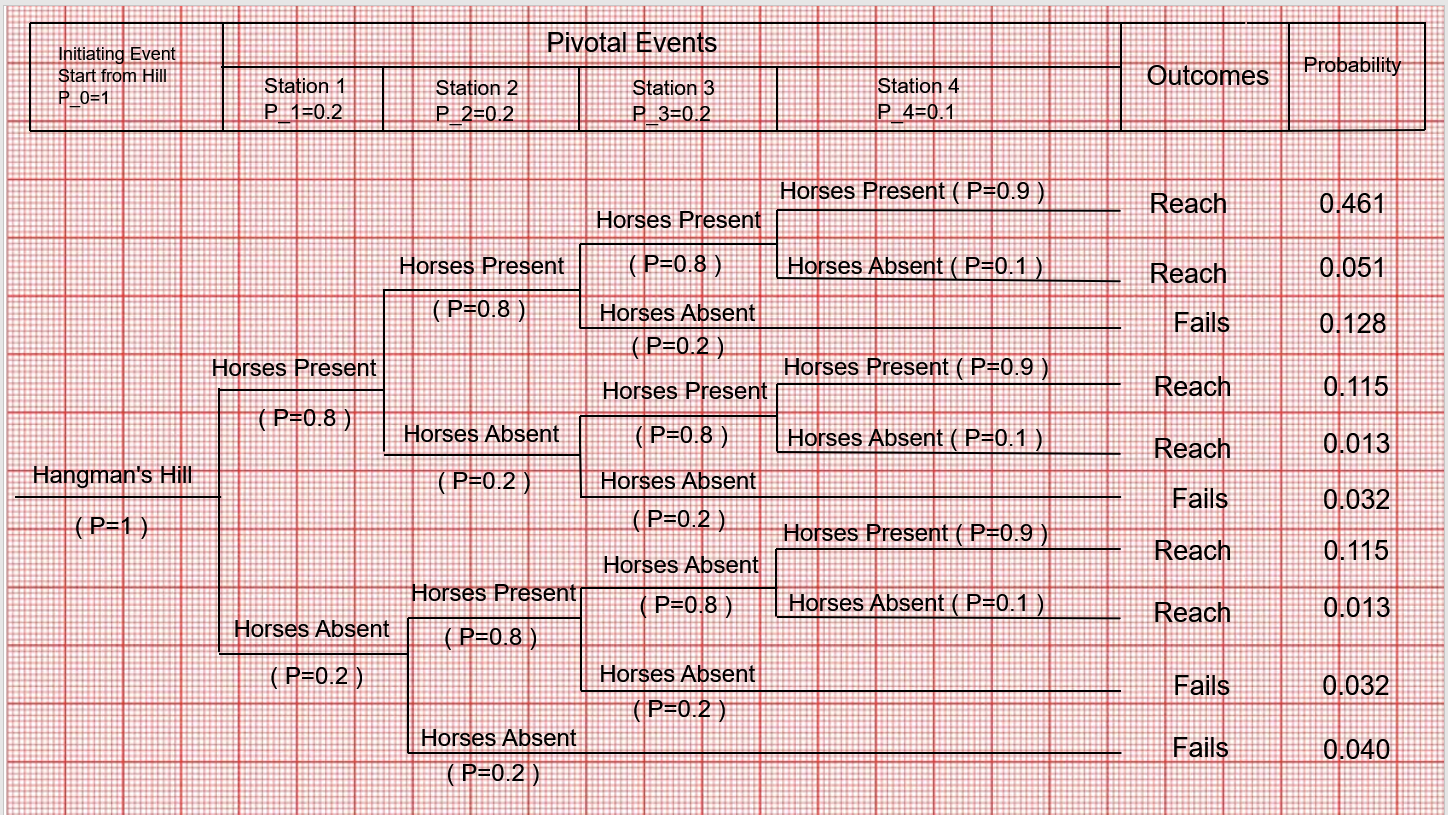 Initiating Event
Start from Hill
P_0=1
Pivotal Events
Station 1
P_1=0.2
Station 2
P_2=0.2
Station 3
P_3=0.2
Station 4
P_4=0.1
Outcomes
Probability
Horses Present ( P=0.9 )
Reach
0.461
Horses Present
( P=0.8 )
Horses Absent ( P=0.1 )
Reach
0.051
Horses Present
( P=0.8 )
Horses Absent
( P=0.2 )
Fails
0.128
Horses Present
( P=0.8 )
Horses Present ( P=0.9 )
Reach
0.115
Horses Present
( P=0.8 )
Horses Absent ( P=0.1 )
Reach
0.013
Horses Absent
( P=0.2 )
Horses Absent
( P=0.2 )
Fails
0.032
Hangman's Hill
( P=1 )
Horses Present ( P=0.9 )
Reach
0.115
Horses Absent
( P=0.8 )
Horses Absent ( P=0.1 )
Reach
0.013
Horses Present
( P=0.8 )
Horses Absent
( P=0.2 )
Horses Absent
( P=0.2 )
Fails
0.032
Horses Absent
( P=0.2 )
Fails
0.040